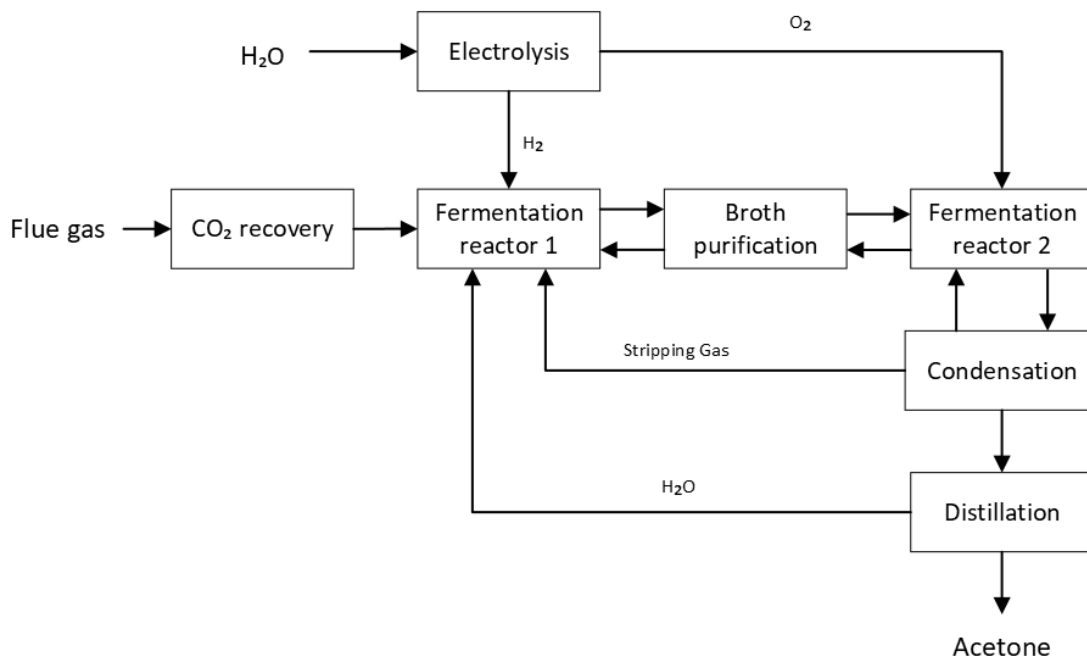 O₂
H₂O
Electrolysis
H₂
Flue gas
CO₂ recovery
Fermentation
reactor 1
Broth
purification
Fermentation
reactor 2
Stripping Gas
Condensation
H₂O
Distillation
Acetone